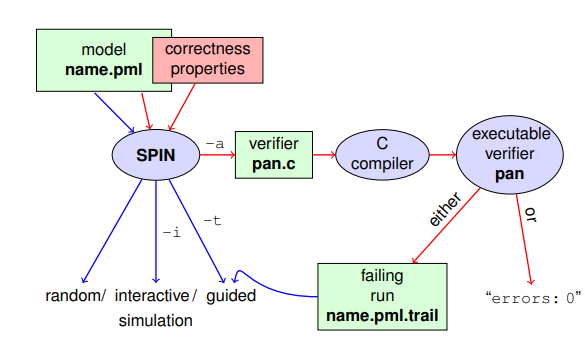 model
name.pml
correctness
properties
SPIN
-a
verifier
pan.c
C
compiler
executable
verifier
pan
either
or
-i
-t
random/ interactive/ guided
simulation
failing
run
name.pml.trail
“errors: 0”